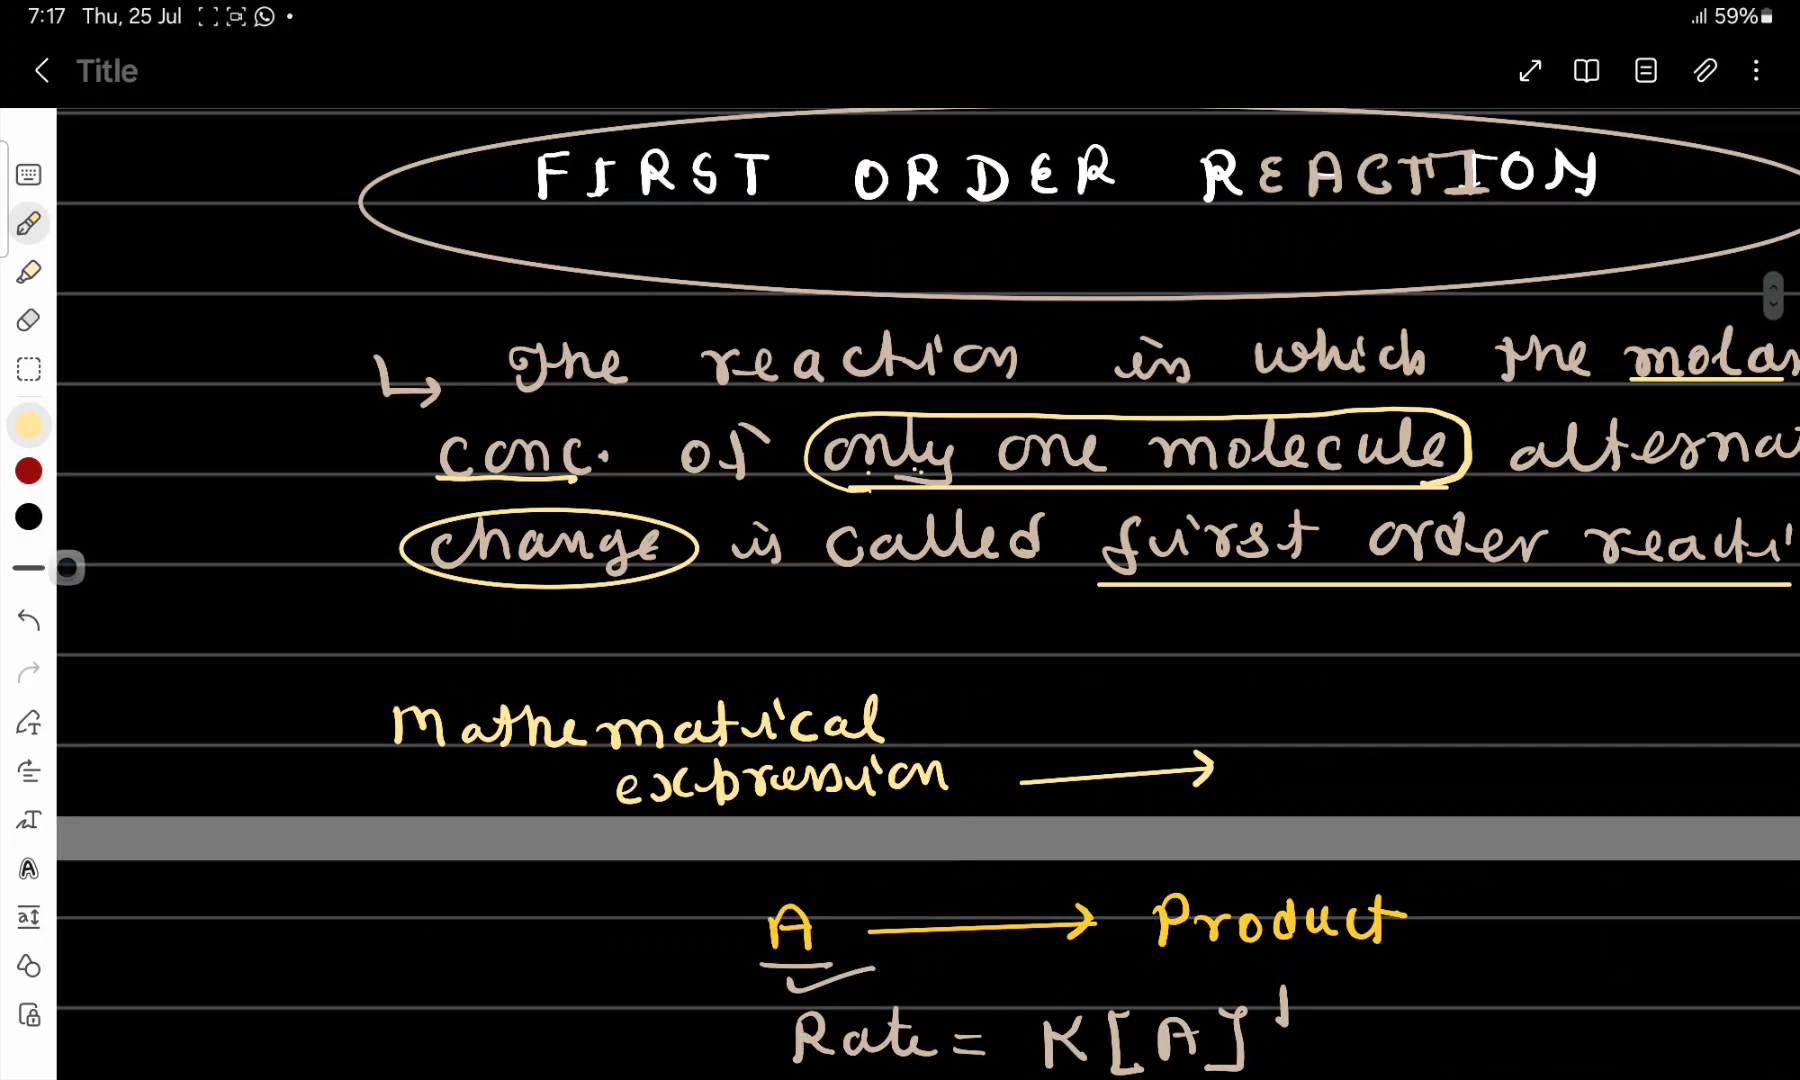 7:17 Thu, 25 Jul
59%
Title
FIRST ORDER REACTION
The reaction in which the molar
conc. of only one molecule alterna
change is called first order reacti
Mathematical
expression
A → Product
Rate = K[A]¹